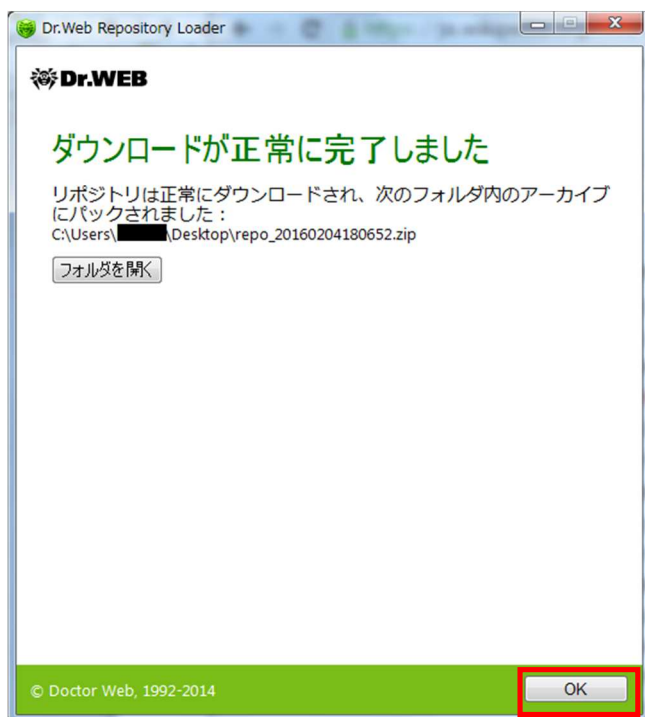 Dr.Web Repository Loader
Dr.WEB
ダウンロードが正常に完了しました
リポジトリは正常にダウンロードされ、次のフォルダ内のアーカイブ
にパックされました：
C:\Users\ \Desktop\repo_20160204180652.zip
フォルダを開く
© Doctor Web, 1992-2014
OK